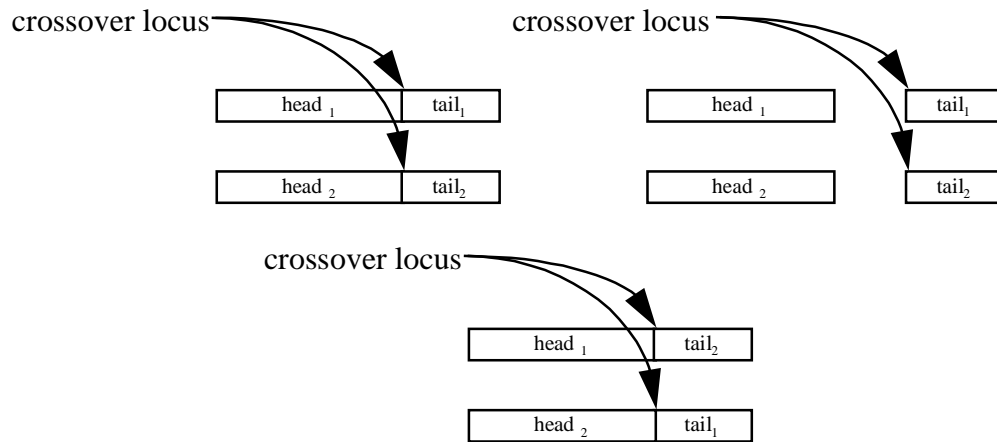 crossover locus
head 1 tail1
head 2 tail2
crossover locus
head 1 tail1
head 2 tail2
crossover locus
head 1 tail2
head 2 tail1